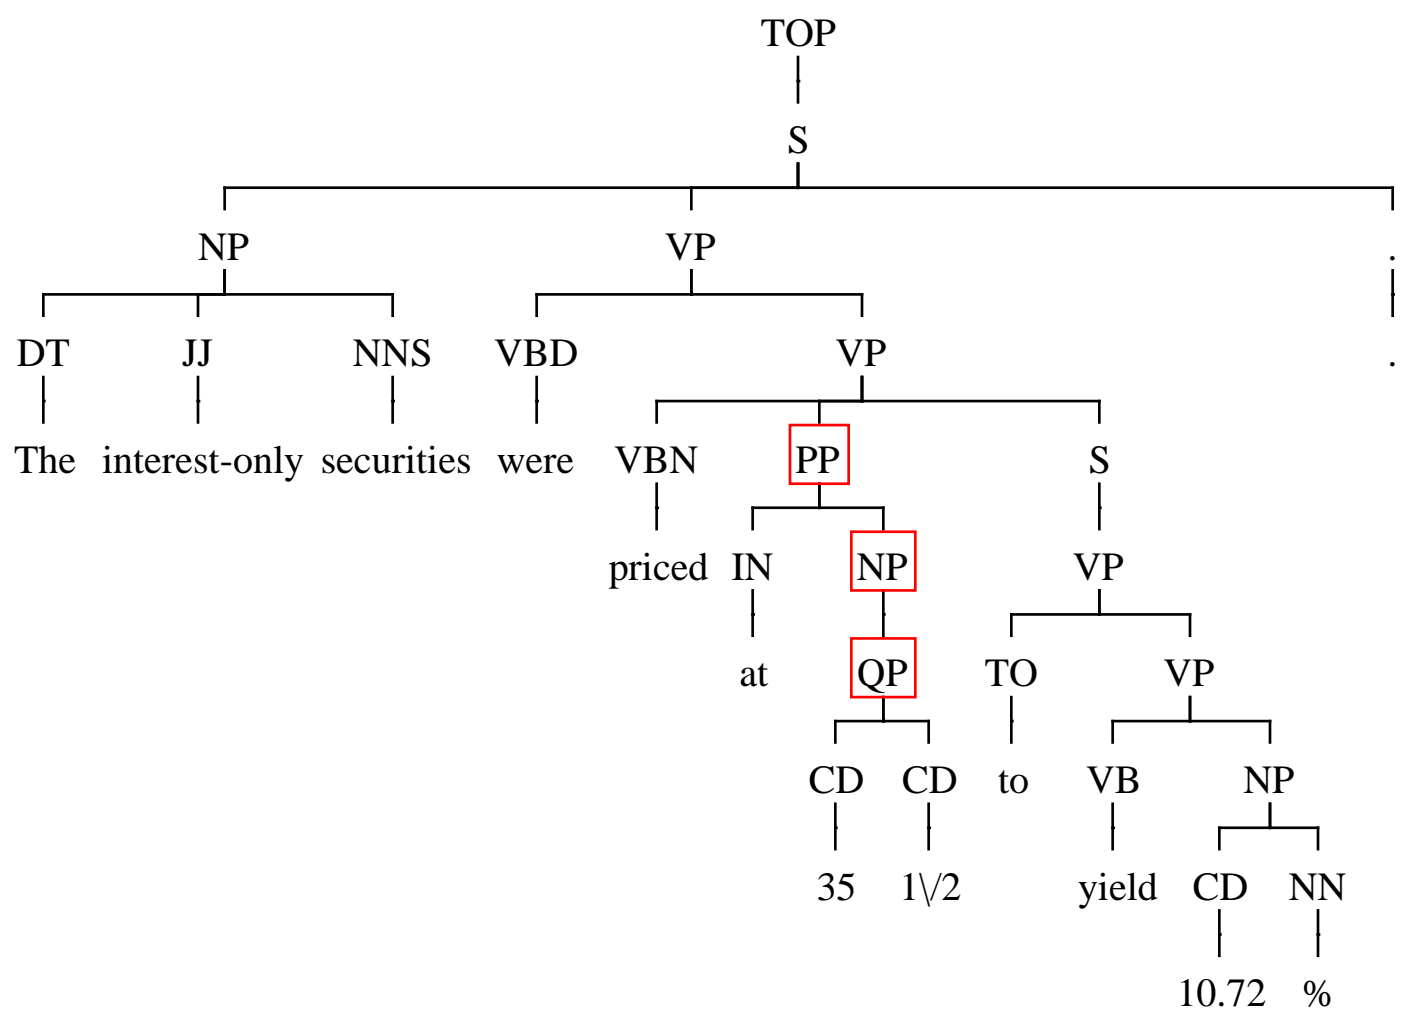 TOP
S
NP VP .
DT JJ NNS VBD VP .
The interest-only securities were VBN PP S
priced IN NP VP
at QP TO VP
CD CD to VB NP
35 1\/2 yield CD NN
10.72 %